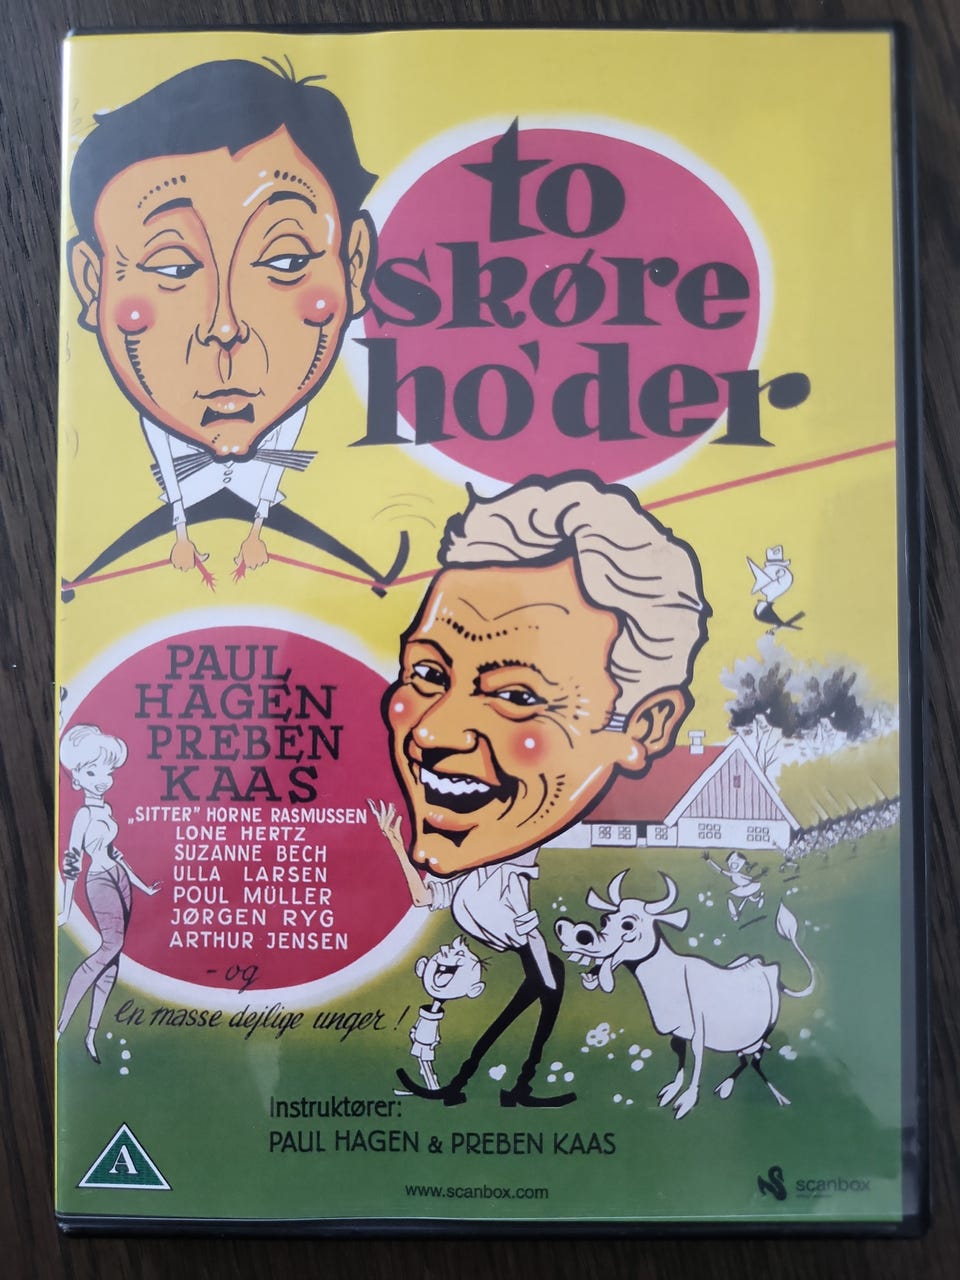 to
skøre
ho'der
PAUL
HAGEN
PREBEN
KAAS
„SITTER" HORNE RASMUSSEN
LONE HERTZ
SUZANNE BECH
ULLA LARSEN
POUL MÜLLER
JØRGEN RYG
ARTHUR JENSEN
- og
en masse dejlige unger!
Instruktører:
PAUL HAGEN & PREBEN KAAS
A
www.scanbox.com
scanbox